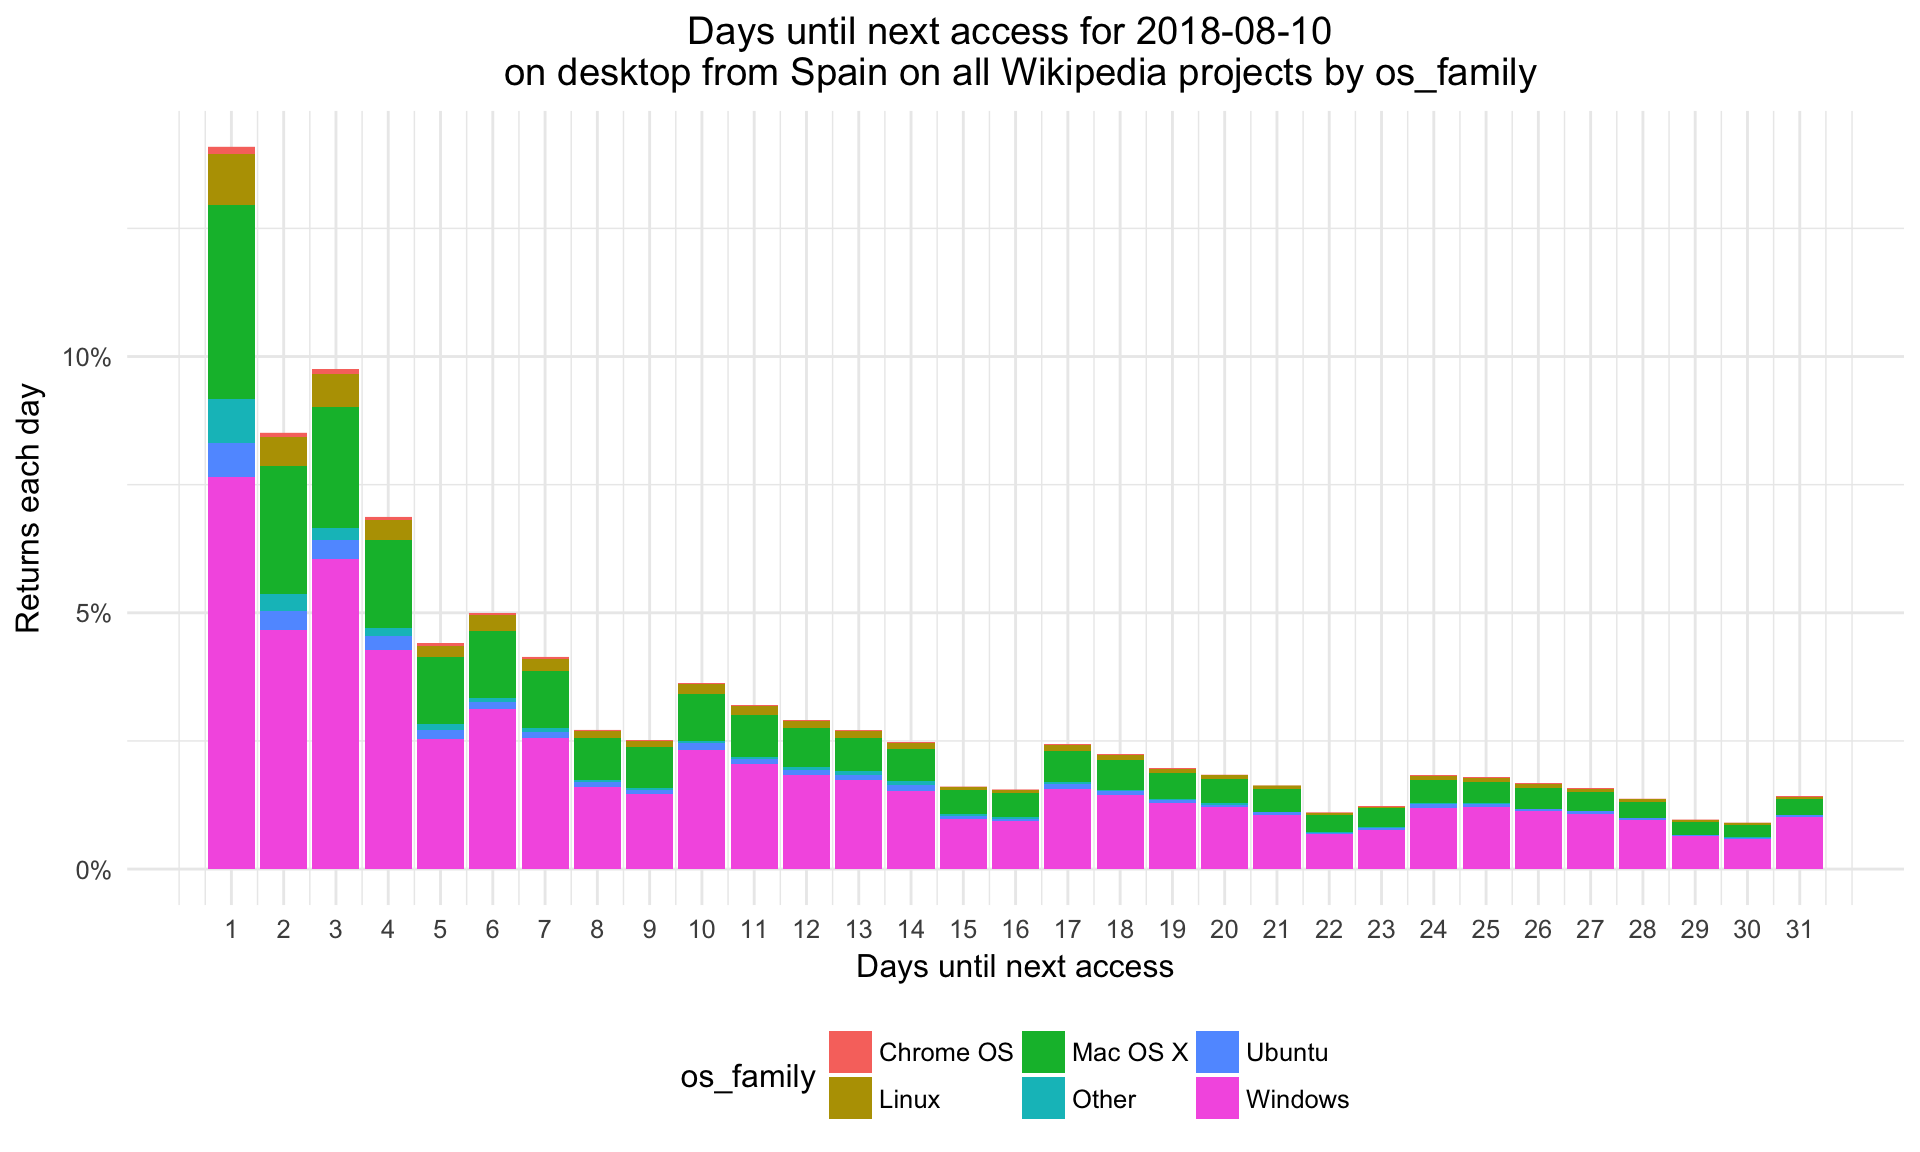 Days until next access for 2018-08-10
on desktop from Spain on all Wikipedia projects by os_family
10%
5%
0%
Returns each day
1 2 3 4 5 6 7 8 9 10 11 12 13 14 15 16 17 18 19 20 21 22 23 24 25 26 27 28 29 30 31
Days until next access
os_family
Chrome OS Mac OS X Ubuntu
Linux Other Windows